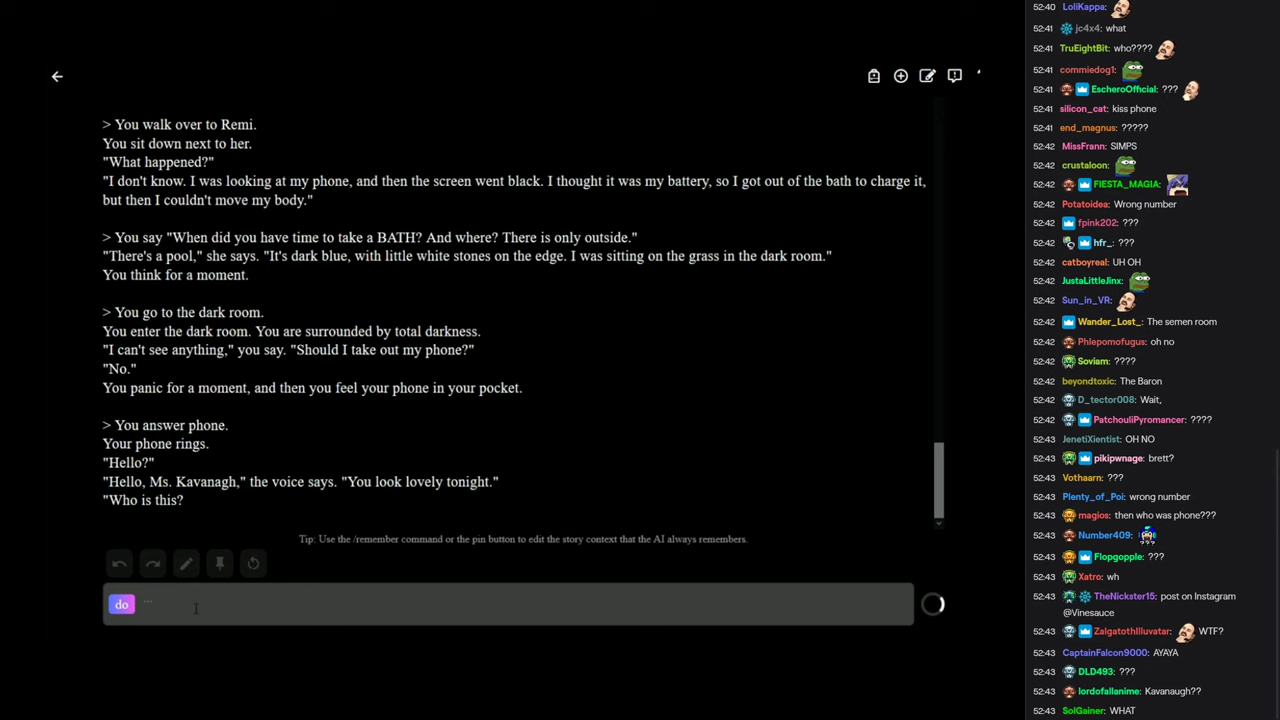 > You walk over to Remi.
You sit down next to her.
"What happened?"
"I don't know. I was looking at my phone, and then the screen went black. I thought it was my battery, so I got out of the bath to charge it,
but then I couldn't move my body."
> You say "When did you have time to take a BATH? And where? There is only outside."
"There's a pool," she says. "It's dark blue, with little white stones on the edge. I was sitting on the grass in the dark room."
You think for a moment.
> You go to the dark room.
You enter the dark room. You are surrounded by total darkness.
"I can't see anything," you say. "Should I take out my phone?"
"No."
You panic for a moment, and then you feel your phone in your pocket.
> You answer phone.
Your phone rings.
"Hello?"
"Hello, Ms. Kavanagh," the voice says. "You look lovely tonight."
"Who is this?
Tip: Use the /remember command or the pin button to edit the story context that the AI always remembers.
do ...
52:40 LoliKappa:
52:41 jc4x4: what
52:41 TruEightBit: who????
52:41 commiedog1:
52:41 EscheroOfficial: ???
52:41 silicon_cat: kiss phone
52:41 end_magnus: ?????
52:42 MissFrann: SIMPS
52:42 crustaloon:
52:42 FIESTA_MAGIA:
52:42 Potatoidea: Wrong number
52:42 fpink202: ???
52:42 hfr_: ???
52:42 catboyreal: UH OH
52:42 JustaLittleJinx:
52:42 Sun_in_VR:
52:42 Wander_Lost_: The semen room
52:42 Phlepomofugus: oh no
52:42 Soviam: ????
52:42 beyondtoxic: The Baron
52:42 D_tector008: Wait,
52:42 PatchouliPyromancer: ????
52:43 JenetiXientist: OH NO
52:43 pikipwnage: brett?
52:43 Vothaarn: ???
52:43 Plenty_of_Poi: wrong number
52:43 magios: then who was phone???
52:43 Number409:
52:43 Flopgopple: ???
52:43 Xatro: wh
52:43 TheNickster15: post on Instagram
@Vinesauce
52:43 ZalgatothIlluvatar: WTF?
52:43 CaptainFalcon9000: AYAYA
52:43 DLD493: ???
52:43 lordofallanime: Kavanaugh??
52:43 SolGainer: WHAT